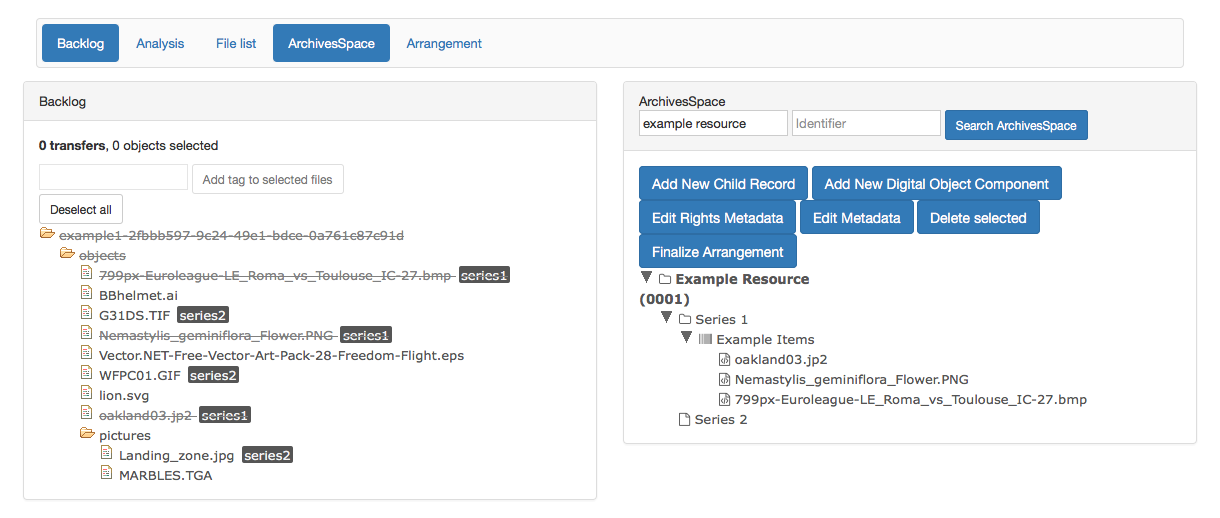 Backlog Analysis File list ArchivesSpace Arrangement
Backlog
0 transfers, 0 objects selected
Add tag to selected files
Deselect all
example1-2fbbb597-9c24-49e1-bdce-0a761c87c91d
objects
799px-Euroleague-LE_Roma_vs_Toulouse_IC-27.bmp series1
BBhelmet.ai
G31DS.TIF series2
Nemastylis_geminiflora_Flower.PNG series1
Vector.NET-Free-Vector-Art-Pack-28-Freedom-Flight.eps
WFPC01.GIF series2
lion.svg
oakland03.jp2 series1
pictures
Landing_zone.jpg series2
MARBLES.TGA
ArchivesSpace
example resource Identifier Search ArchivesSpace
Add New Child Record Add New Digital Object Component
Edit Rights Metadata Edit Metadata Delete selected
Finalize Arrangement
Example Resource
(0001)
Series 1
Example Items
oakland03.jp2
Nemastylis_geminiflora_Flower.PNG
799px-Euroleague-LE_Roma_vs_Toulouse_IC-27.bmp
Series 2